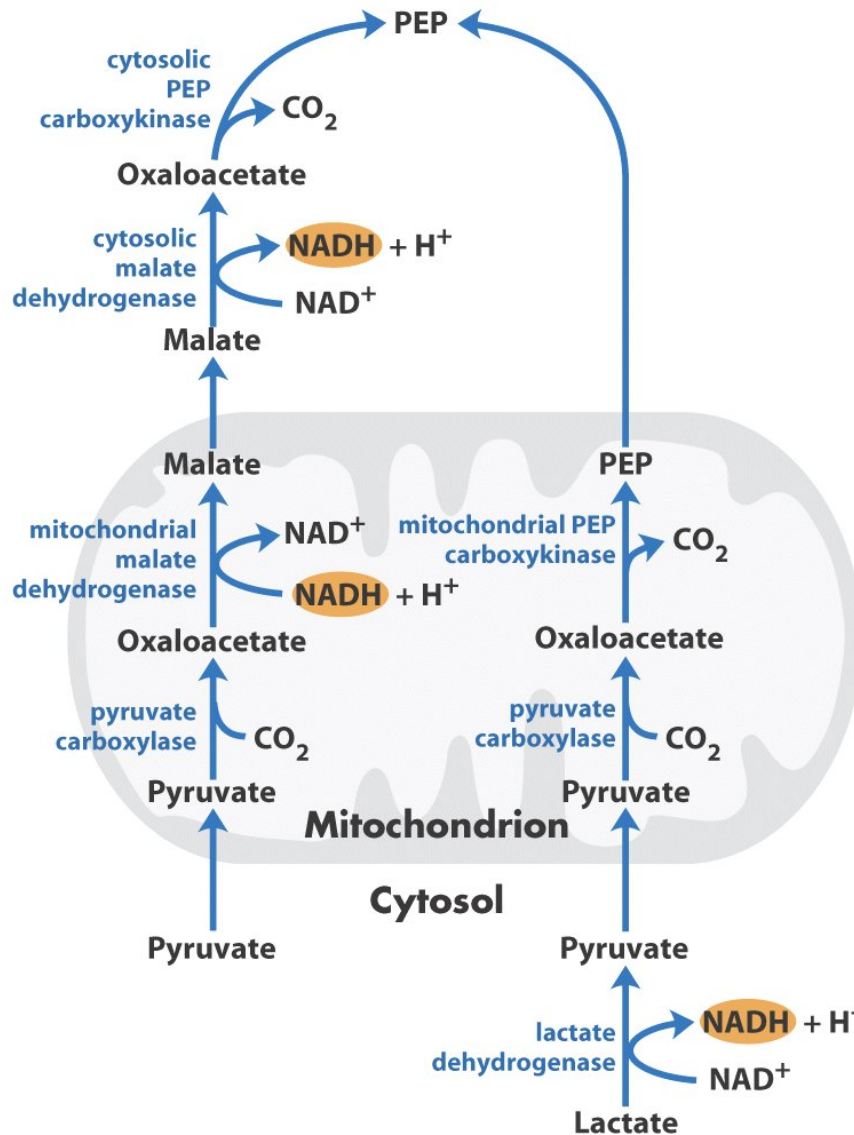 PEP
cytosolic
PEP
carboxykinase
CO2
Oxaloacetate
cytosolic
malate
dehydrogenase
NADH + H+
NAD+
Malate
Malate
mitochondrial
malate
dehydrogenase
NAD+
NADH + H+
Oxaloacetate
pyruvate
carboxylase
CO2
Pyruvate
Pyruvate
PEP
mitochondrial PEP
carboxykinase
CO2
Oxaloacetate
pyruvate
carboxylase
CO2
Pyruvate
Mitochondrion
Cytosol
Pyruvate
lactate
dehydrogenase
NADH + H+
NAD+
Lactate